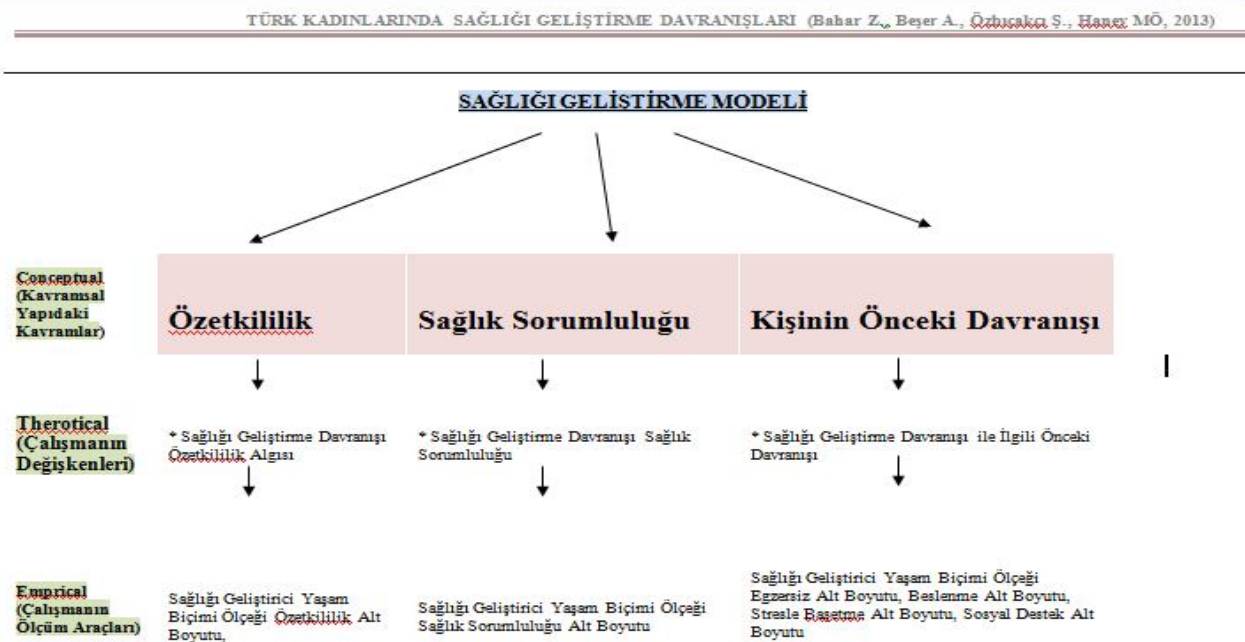 TÜRK KADINLARINDA SAĞLIĞI GELİŞTİRME DAVRANIŞLARI (Bahar Z., Beşer A., Özbıçakçı Ş., Haney MÖ, 2013)
SAĞLIĞI GELİŞTİRME MODELİ
Conceptual
(Kavramsal
Yapıdaki
Kavramlar)
Özetkililik
Sağlık Sorumluluğu
Kişinin Önceki Davranışı
Therotical
(Çalışmanın
Değişkenleri)
* Sağlığı Geliştirme Davranışı
Özetkililik Algısı
* Sağlığı Geliştirme Davranışı Sağlık
Sorumluluğu
* Sağlığı Geliştirme Davranışı ile İlgili Önceki
Davranışı
Emprical
(Çalışmanın
Ölçüm Araçları)
Sağlığı Geliştirici Yaşam
Biçimi Ölçeği Özetkililik Alt
Boyutu,
Sağlığı Geliştirici Yaşam Biçimi Ölçeği
Sağlık Sorumluluğu Alt Boyutu
Sağlığı Geliştirici Yaşam Biçimi Ölçeği
Egzersiz Alt Boyutu, Beslenme Alt Boyutu,
Stresle Başetme Alt Boyutu, Sosyal Destek Alt
Boyutu